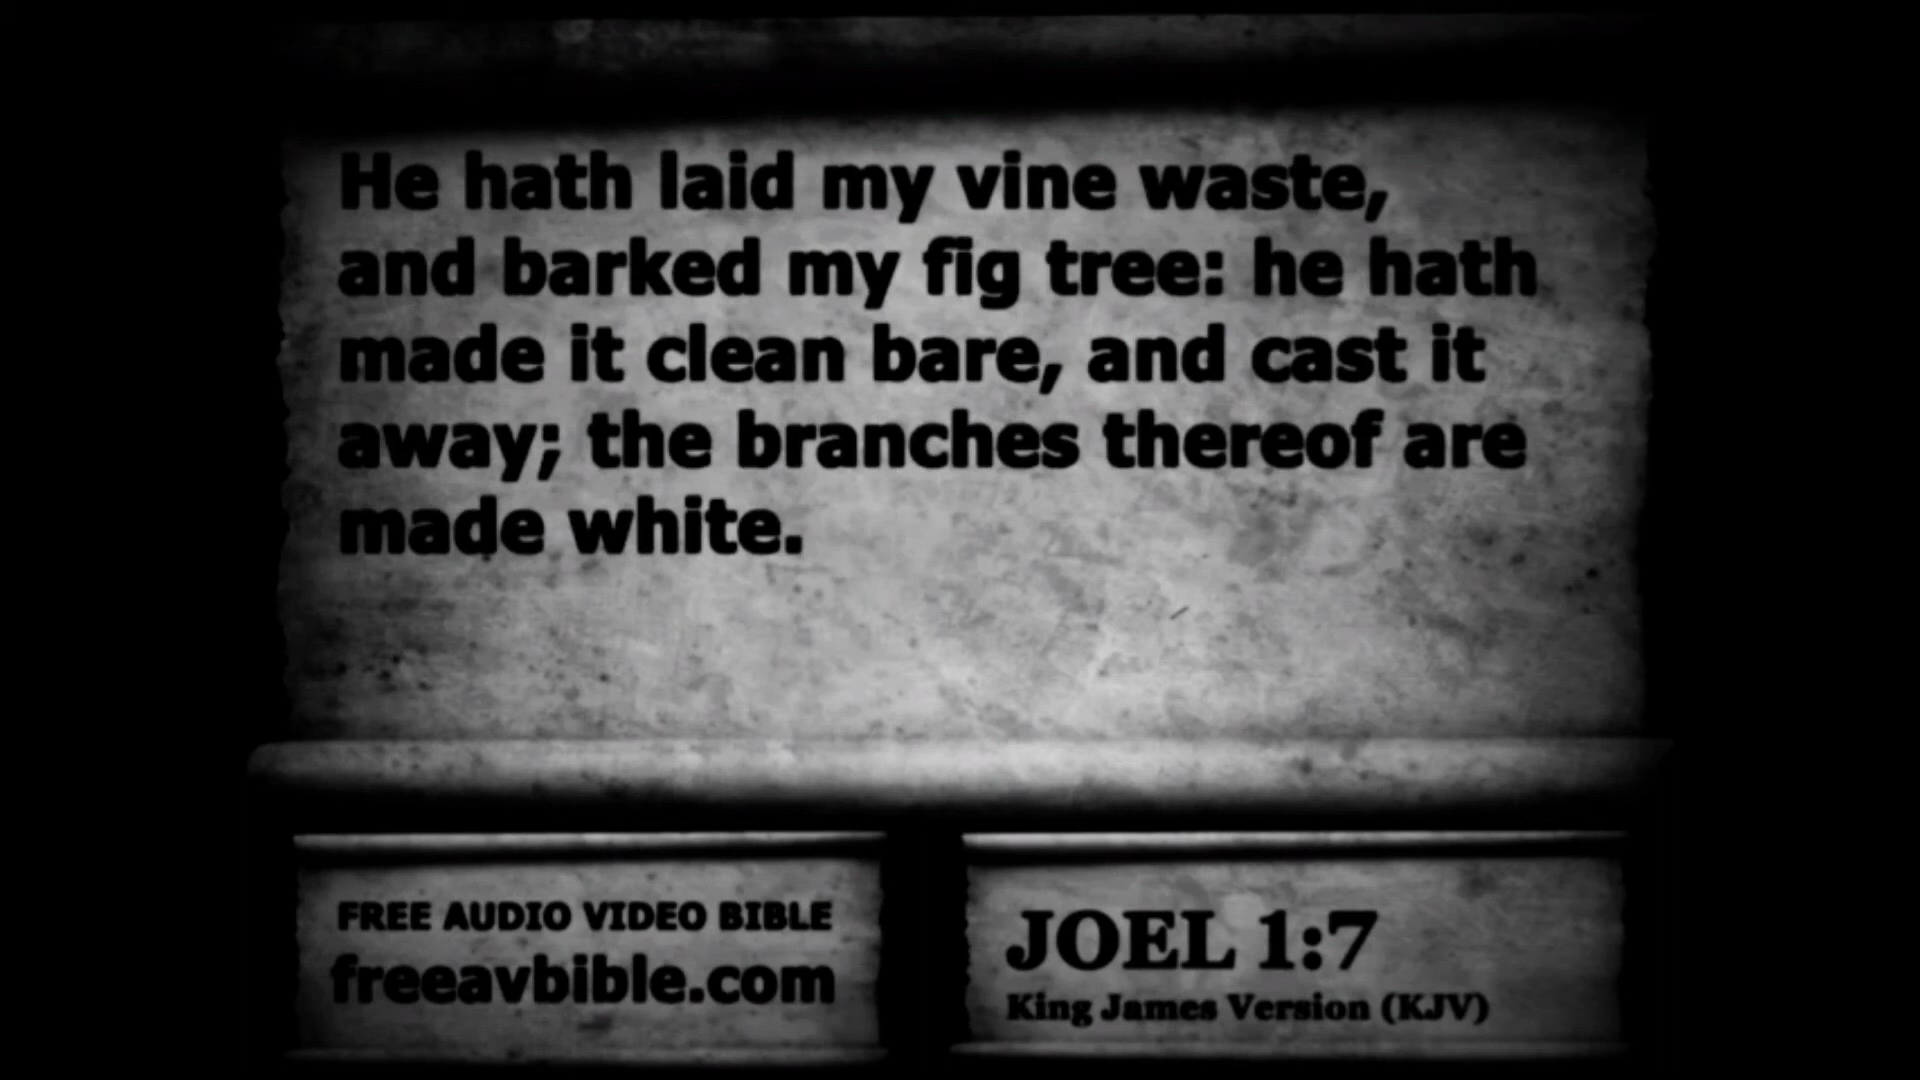 He hath laid my vine waste,
and barked my fig tree: he hath
made it clean bare, and cast it
away; the branches thereof are
made white.
FREE AUDIO VIDEO BIBLE
freeavbible.com
JOEL 1:7
King James Version (KJV)